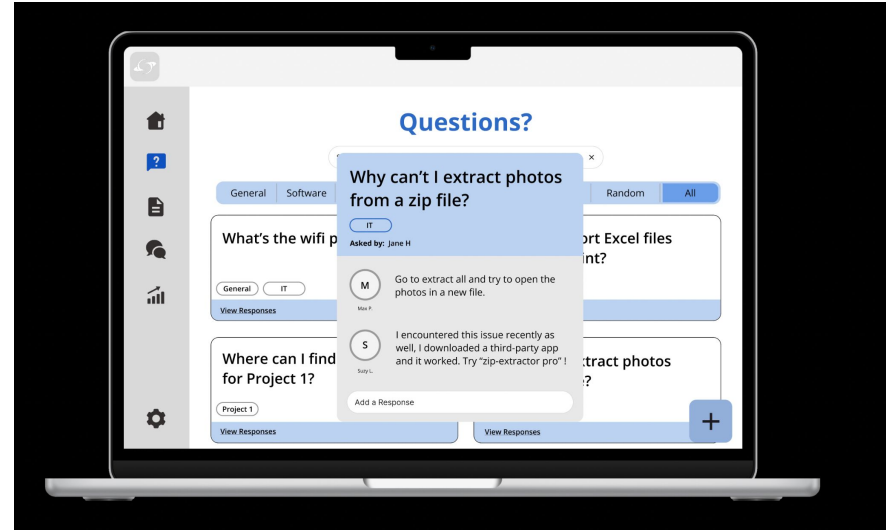 Questions?
General
Software
Random
All
What's the wifi
General
IT
View Responses
ort Excel files
int?
Where can I find
for Project 1?
Project 1
View Responses
tract photos
?
View Responses
Why can't I extract photos
from a zip file?
IT
Asked by: Jane H
M
Max P.
Go to extract all and try to open the
photos in a new file.
S
Suzy L.
I encountered this issue recently as
well, I downloaded a third-party app
and it worked. Try "zip-extractor pro" !
Add a Response
+